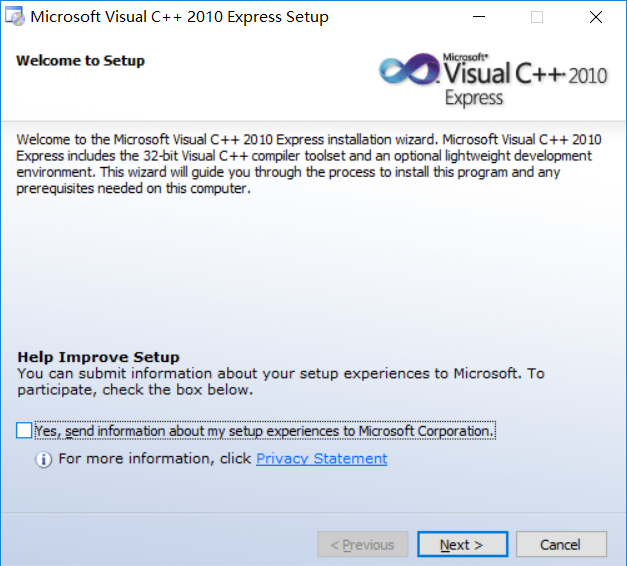 Microsoft Visual C++ 2010 Express Setup
Welcome to Setup
Microsoft®
Visual C++ 2010
Express
Welcome to the Microsoft Visual C++ 2010 Express installation wizard. Microsoft Visual C++ 2010
Express includes the 32-bit Visual C++ compiler toolset and an optional lightweight development
environment. This wizard will guide you through the process to install this program and any
prerequisites needed on this computer.
Help Improve Setup
You can submit information about your setup experiences to Microsoft. To
participate, check the box below.
Yes, send information about my setup experiences to Microsoft Corporation.
For more information, click Privacy Statement
< Previous Next > Cancel